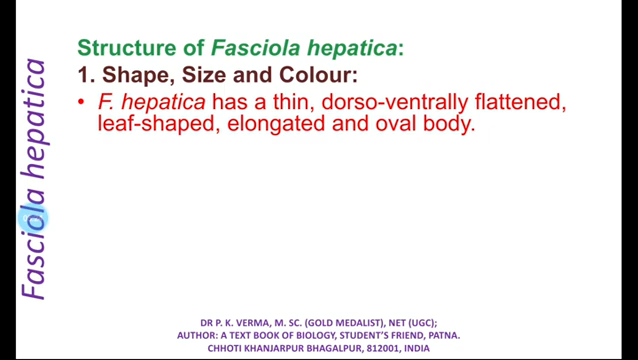 Fasciola hepatica
Structure of Fasciola hepatica:
1. Shape, Size and Colour:
• F. hepatica has a thin, dorso-ventrally flattened,
leaf-shaped, elongated and oval body.
DR P. K. VERMA, M. SC. (GOLD MEDALIST), NET (UGC);
AUTHOR: A TEXT BOOK OF BIOLOGY, STUDENT'S FRIEND, PATNA.
CHHOTI KHANJARPUR BHAGALPUR, 812001, INDIA